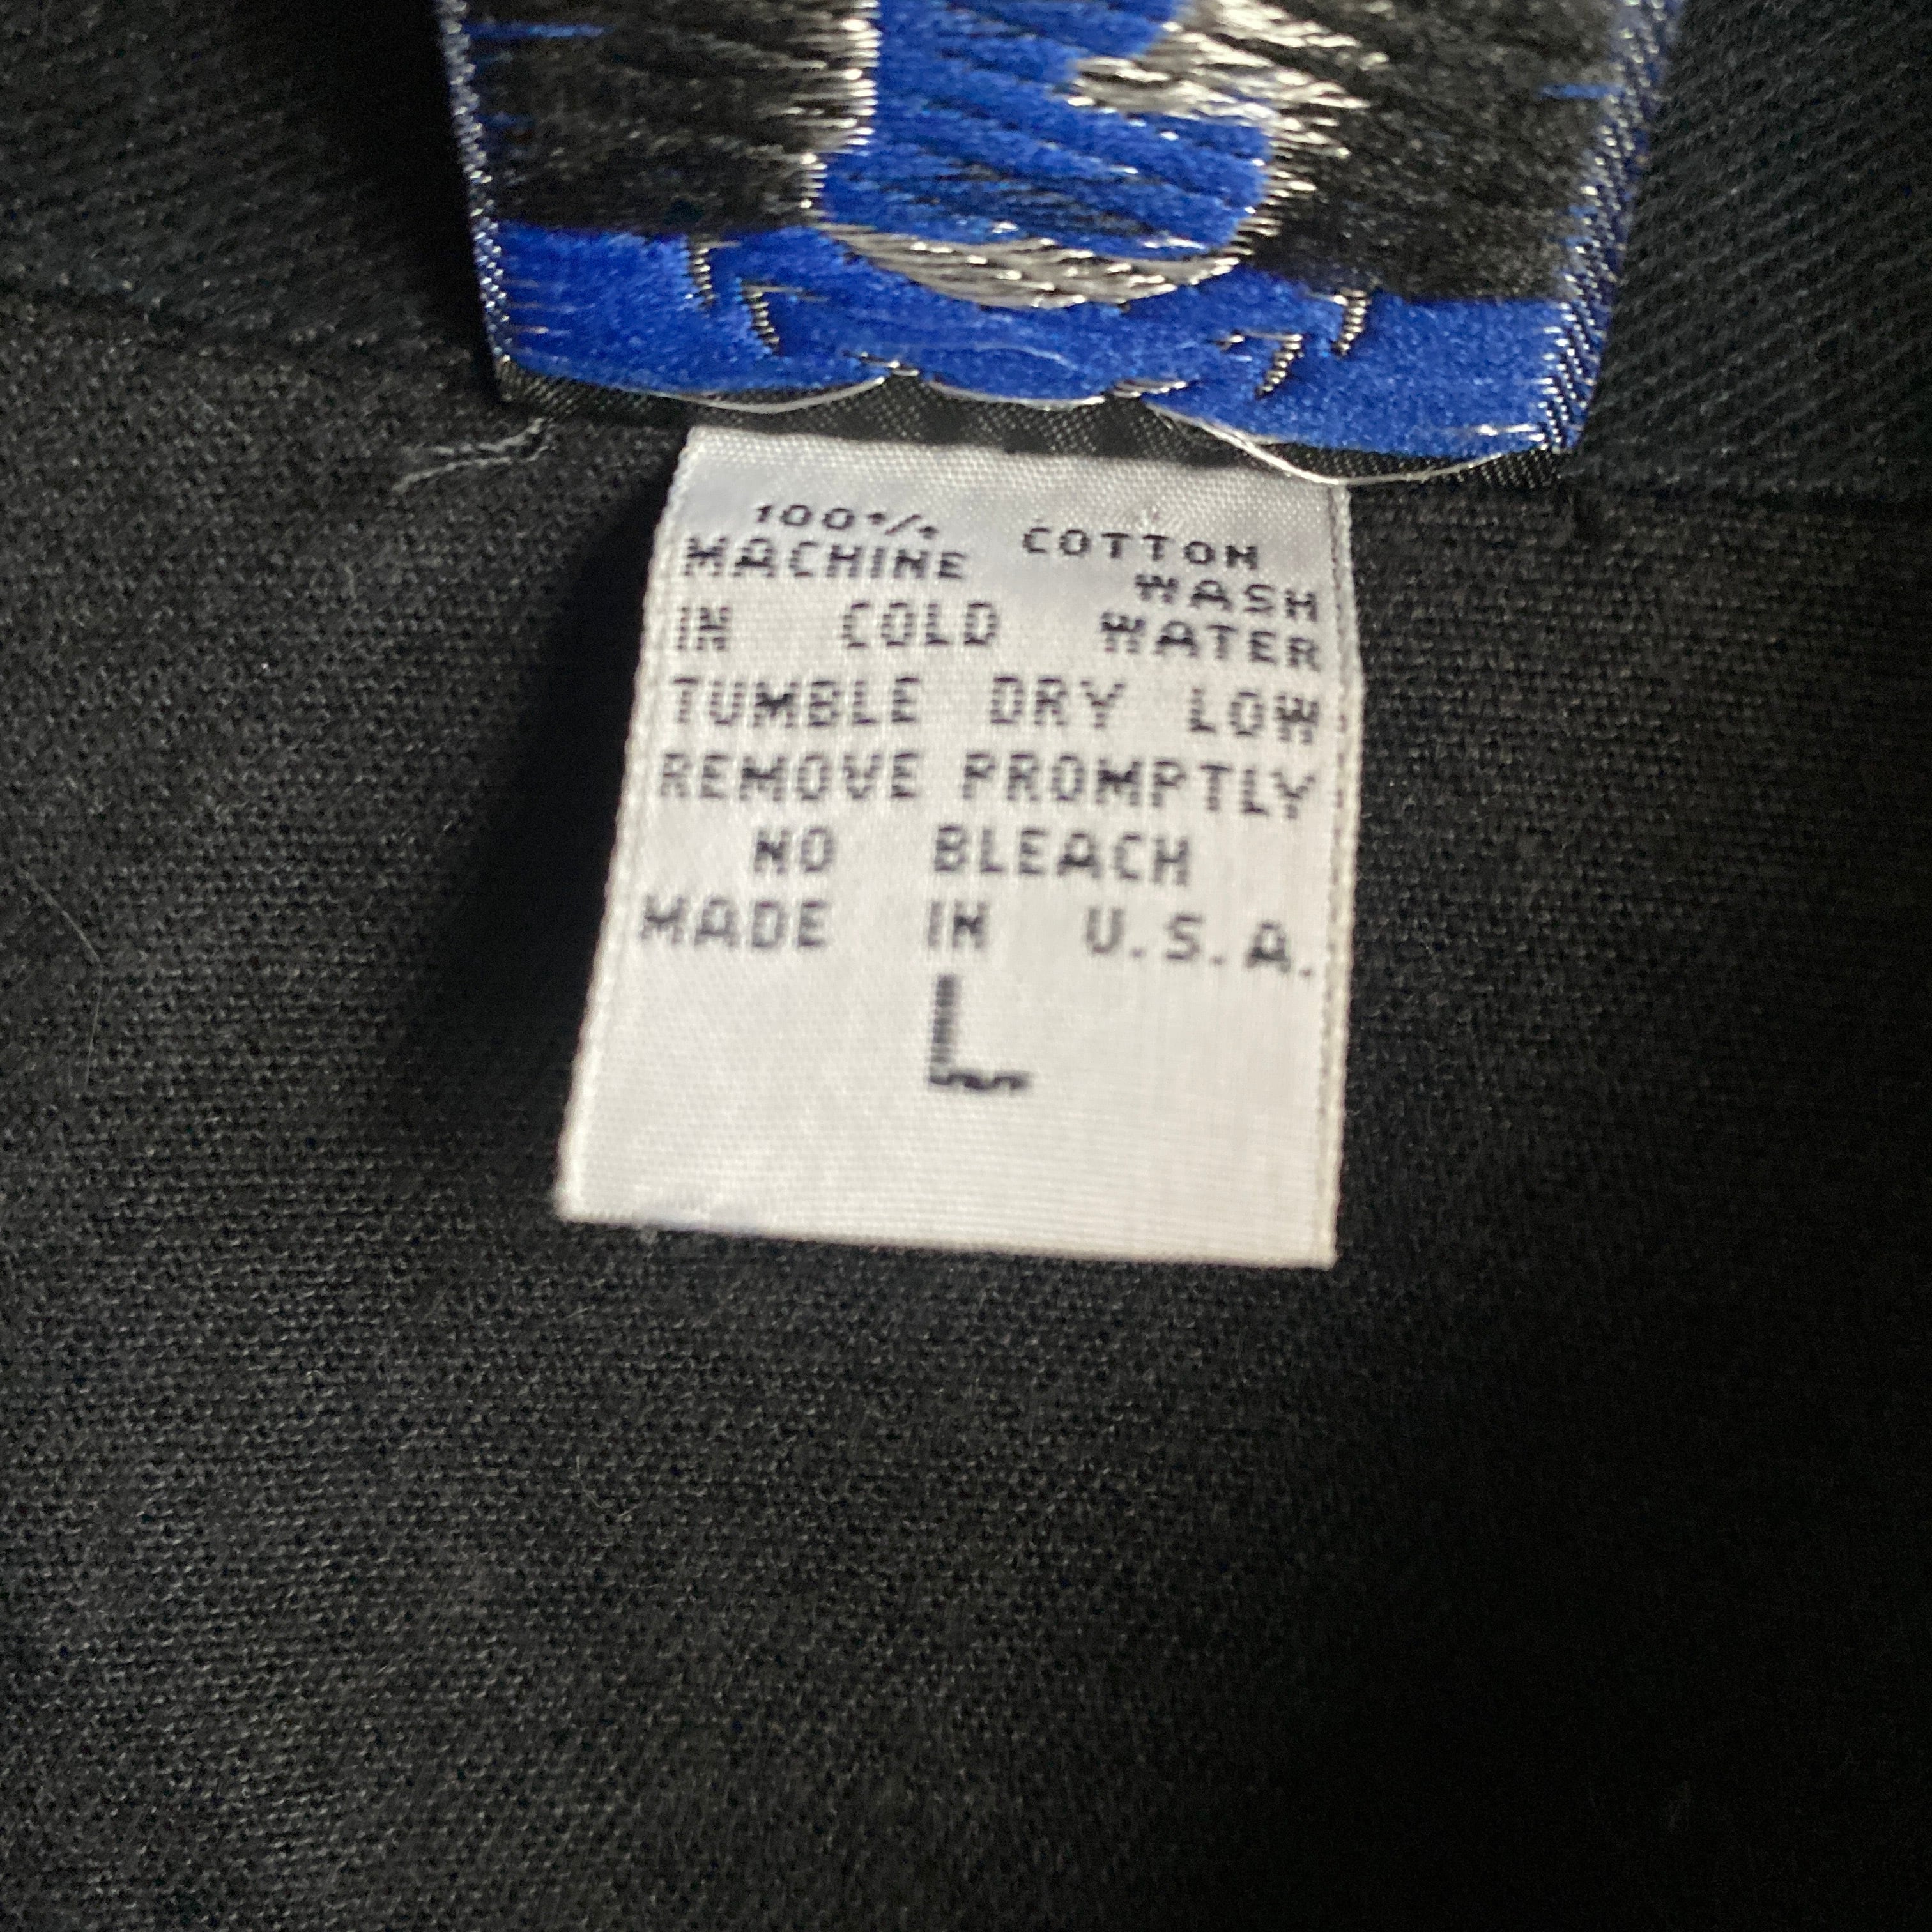 100% COTTON
MACHINE WASH
IN COLD WATER
TUMBLE DRY LOW
REMOVE PROMPTLY
NO BLEACH
MADE IN U.S.A.
L